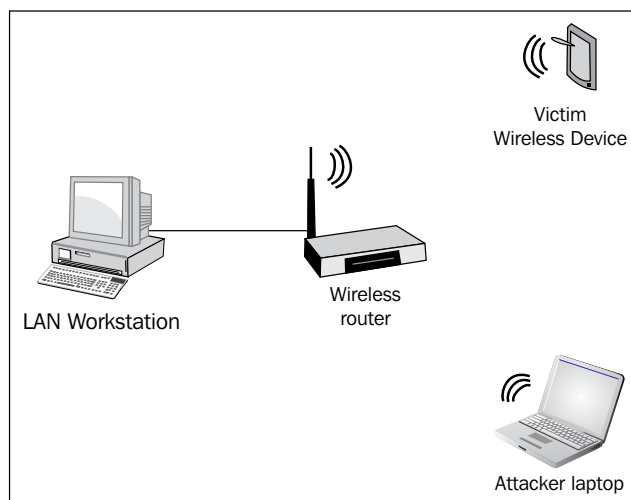 Victim
Wireless Device
Wireless
router
LAN Workstation
Attacker laptop